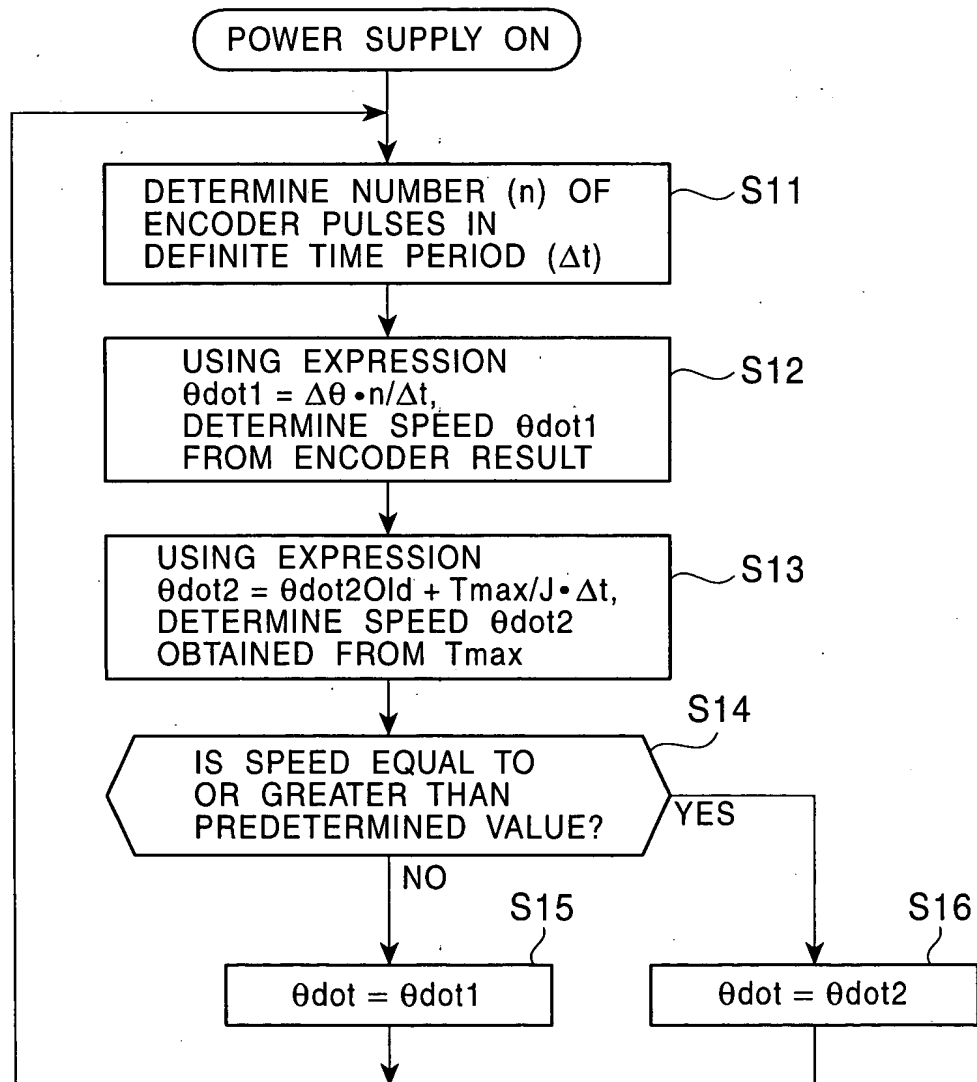 POWER SUPPLY ON
DETERMINE NUMBER (n) OF
ENCODER PULSES IN
DEFINITE TIME PERIOD (Δt)
S11
USING EXPRESSION
θdot1 = Δθ•n/Δt,
DETERMINE SPEED θdot1
FROM ENCODER RESULT
S12
USING EXPRESSION
θdot2 = θdot2Old + Tmax/J•Δt,
DETERMINE SPEED θdot2
OBTAINED FROM Tmax
S13
S14
IS SPEED EQUAL TO
OR GREATER THAN
PREDETERMINED VALUE?
YES
NO
S15
S16
θdot = θdot1
θdot = θdot2